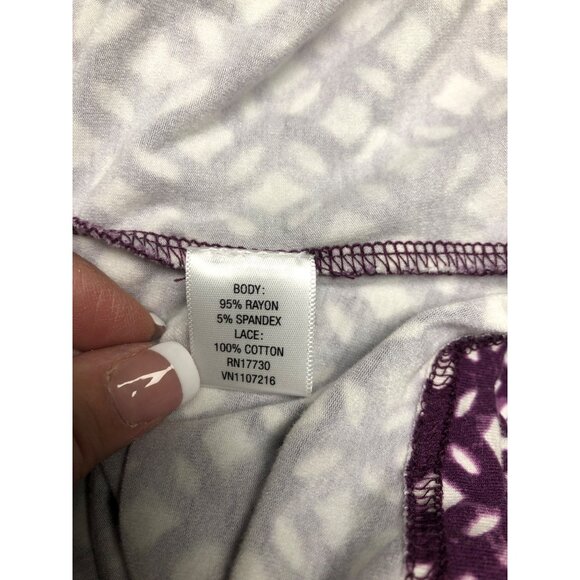 BODY:
95% RAYON
5% SPANDEX
LACE:
100% COTTON
RN17730
VN1107216